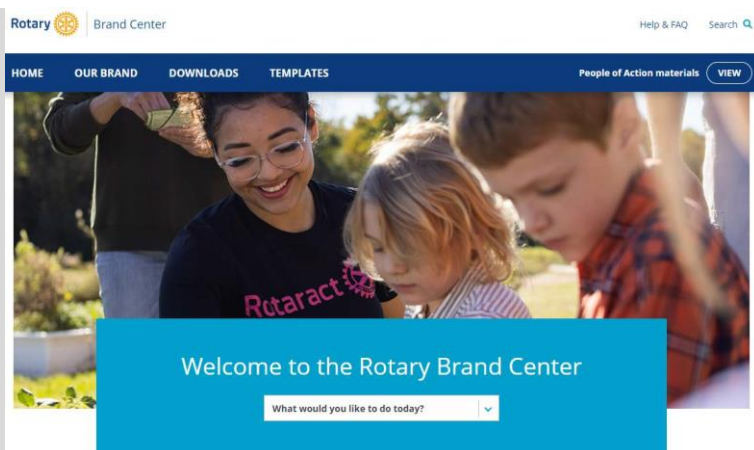 Rotary Brand Center
Help & FAQ Search
HOME OUR BRAND DOWNLOADS TEMPLATES
People of Action materials VIEW
Rotaract
Welcome to the Rotary Brand Center
What would you like to do today?